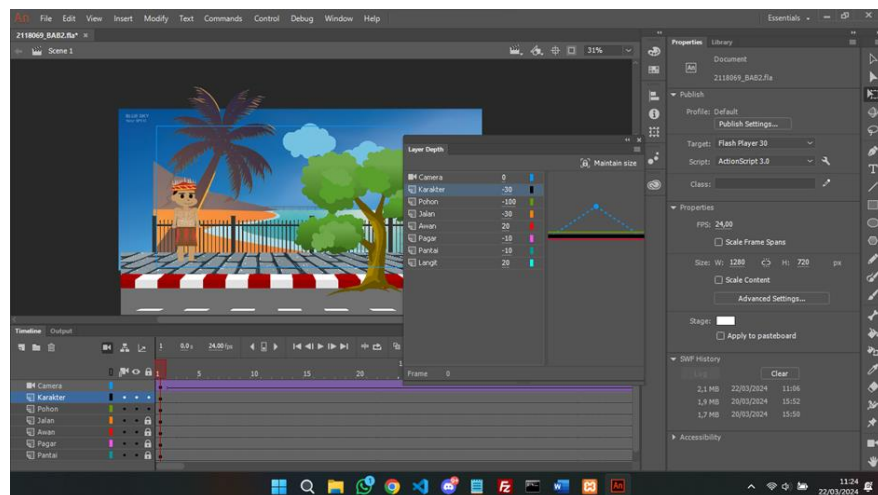 An File Edit View Insert Modify Text Commands Control Debug Window Help Essentials
2118069_BAB2.fla* ×
Scene 1 31%
Properties Library
Document
An
2118069_BAB2.fla
Publish
Profile: Default
Publish Settings...
Target: Flash Player 30
Script: ActionScript 3.0
Class:
Properties
FPS: 24,00
Scale Frame Spans
Size: W: 1280 H: 720 px
Scale Content
Advanced Settings...
Stage:
Apply to pasteboard
SWF History
Log Clear
2,1 MB 22/03/2024 11:06
1,9 MB 20/03/2024 15:52
1,7 MB 20/03/2024 15:50
Accessibility
BLUE SKY
Layer Depth
Maintain size
Camera 0
Karakter -30
Pohon -100
Jalan -30
Awan 20
Pagar -10
Pantai -10
Langit 20
Frame 0
Timeline Output
1 0,0 s 24,00 fps
1 5 10 15 20
Camera
Karakter
Pohon
Jalan
Awan
Pagar
Pantai
11:24
22/03/2024